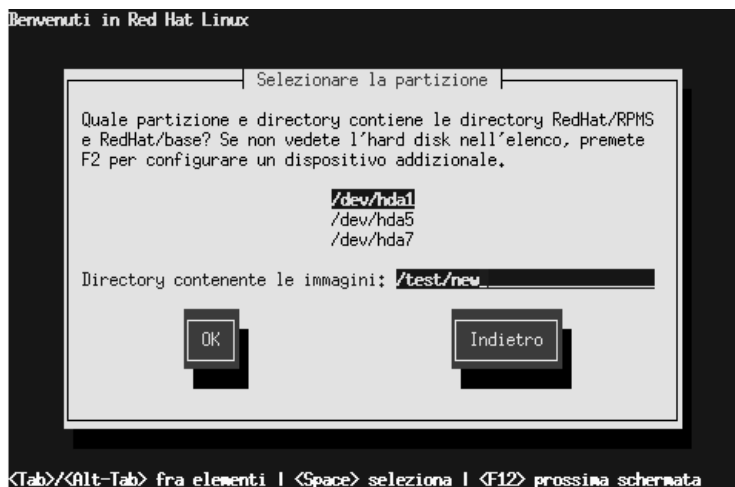 Benvenuti in Red Hat Linux
Selezionare la partizione
Quale partizione e directory contiene le directory RedHat/RPMS
e RedHat/base? Se non vedete l'hard disk nell'elenco, premete
F2 per configurare un dispositivo addizionale.
/dev/hda1
/dev/hda5
/dev/hda7
Directory contenente le immagini: /test/new_
OK
Indietro
<Tab>/<Alt-Tab> fra elementi | <Space> seleziona | <F12> prossima schermata